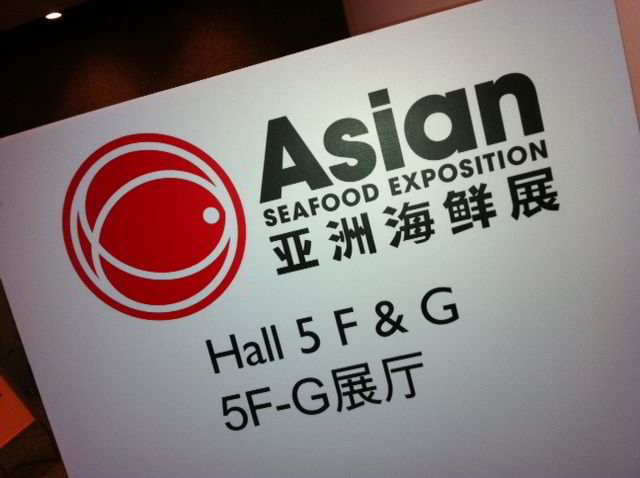 Asian
SEAFOOD EXPOSITION
亚洲海鲜展
Hall 5 F & G
5F-G展厅